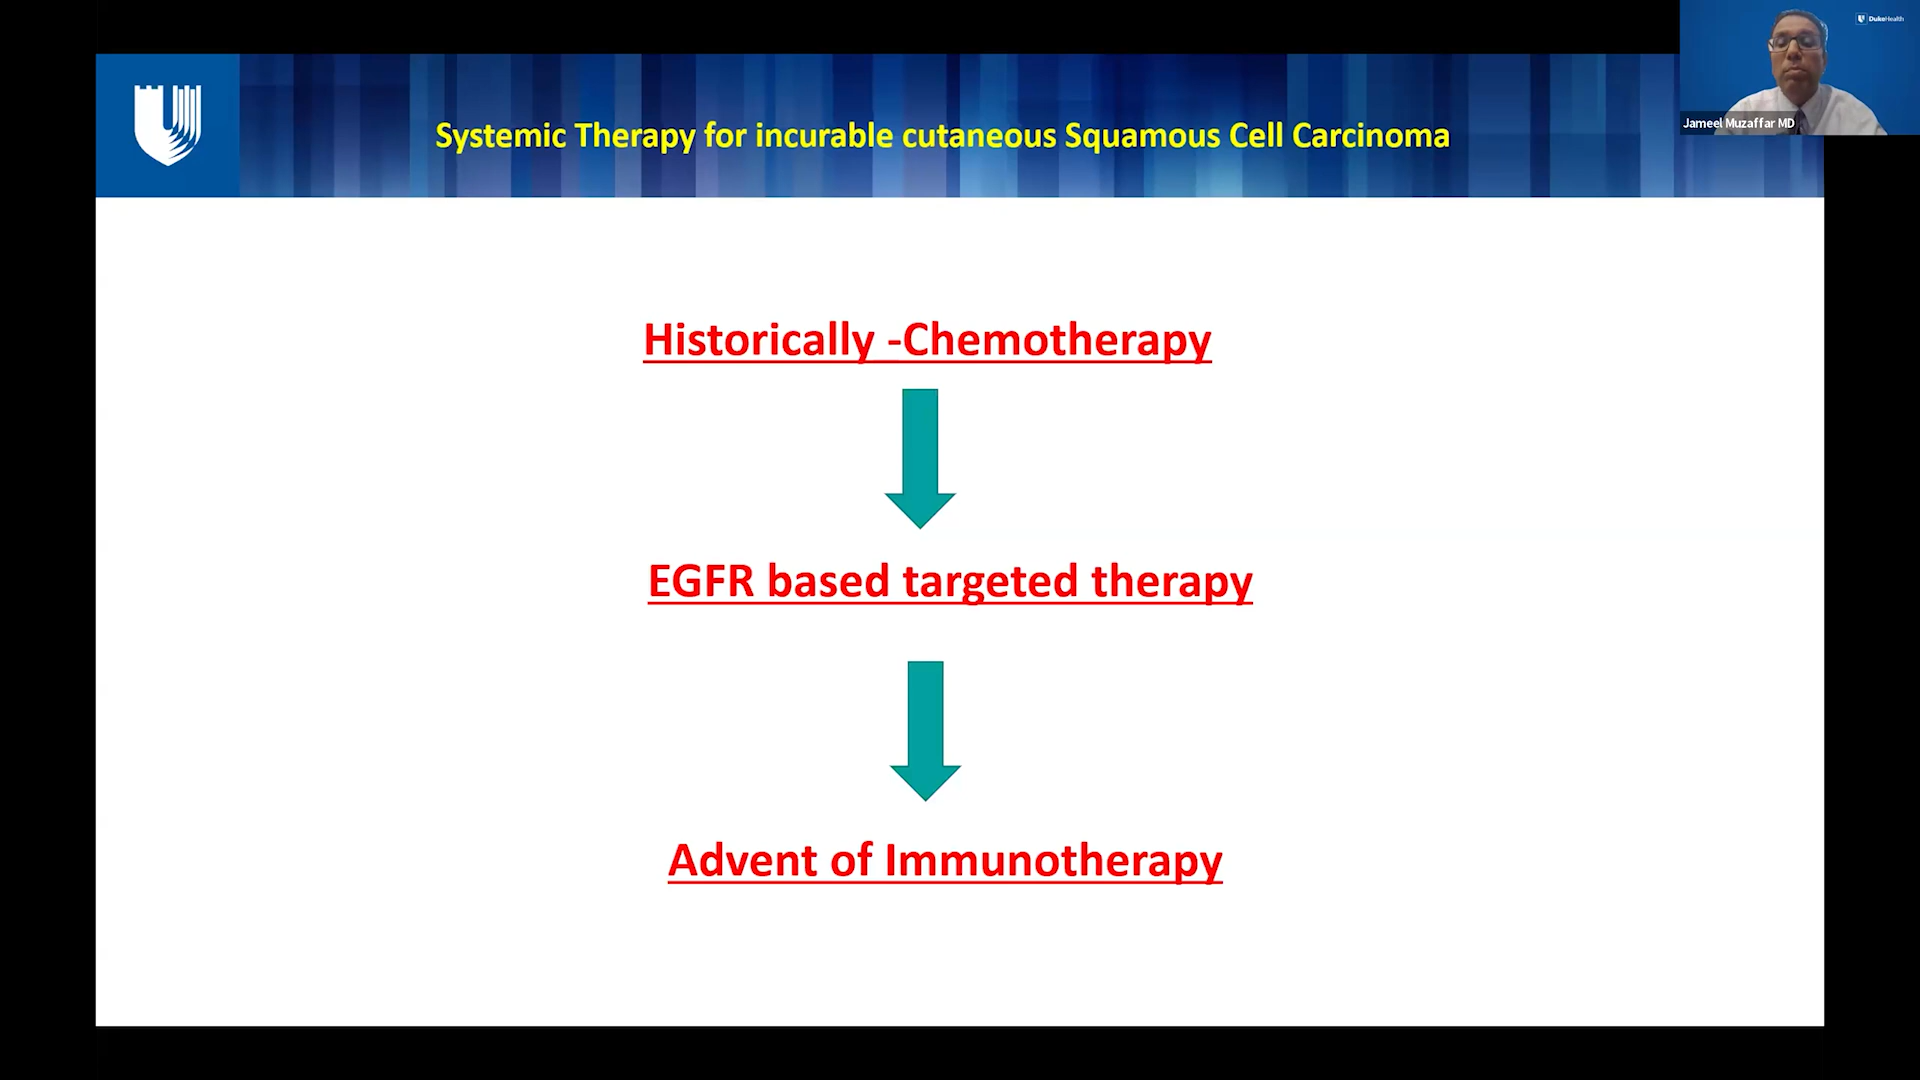 DukeHealth
Jameel Muzaffar MD
Systemic Therapy for incurable cutaneous Squamous Cell Carcinoma
Historically -Chemotherapy
EGFR based targeted therapy
Advent of Immunotherapy